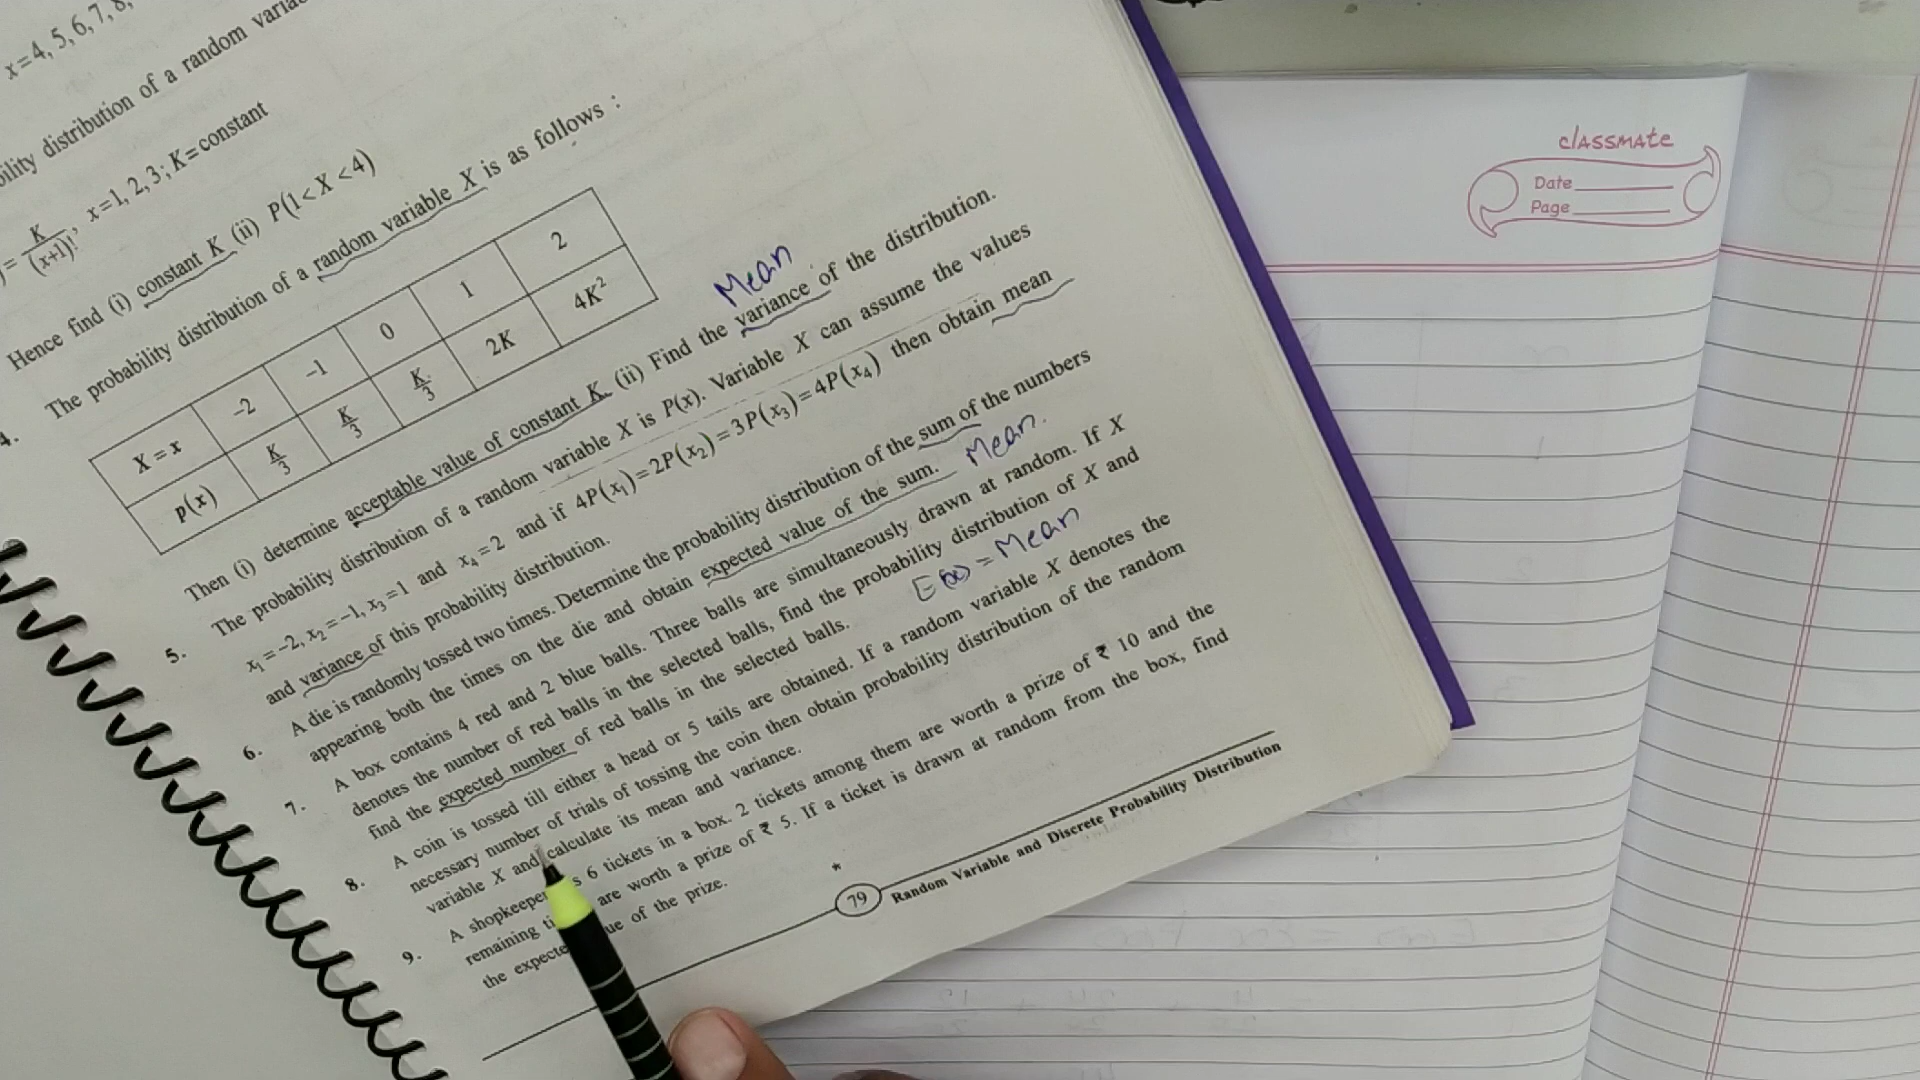 x=4, 5, 6, 7, 8,
bility distribution of a random varia
)= K/(x+1)!, x=1, 2, 3; K=constant
Hence find (i) constant K (ii) P(1<X<4)
4. The probability distribution of a random variable X is as follows :
X=x -2 -1 0 1 2
p(x) K/3 K/3 K/3 2K 4K²
Mean
Then (i) determine acceptable value of constant K. (ii) Find the variance of the distribution.
5. The probability distribution of a random variable X is P(x). Variable X can assume the values
x₁=-2, x₂=-1, x₃=1 and x₄=2 and if 4P(x₁)=2P(x₂)=3P(x₃)=4P(x₄) then obtain mean
and variance of this probability distribution.
6. A die is randomly tossed two times. Determine the probability distribution of the sum of the numbers
appearing both the times on the die and obtain expected value of the sum. Mean.
7. A box contains 4 red and 2 blue balls. Three balls are simultaneously drawn at random. If X
denotes the number of red balls in the selected balls, find the probability distribution of X and
find the expected number of red balls in the selected balls. E(x) = Mean
8. A coin is tossed till either a head or 5 tails are obtained. If a random variable X denotes the
necessary number of trials of tossing the coin then obtain probability distribution of the random
variable X and calculate its mean and variance.
9. A shopkeeper s 6 tickets in a box. 2 tickets among them are worth a prize of ₹ 10 and the
remaining ti are worth a prize of ₹ 5. If a ticket is drawn at random from the box, find
the expecte ue of the prize.
*
79 Random Variable and Discrete Probability Distribution
classmate
Date
Page